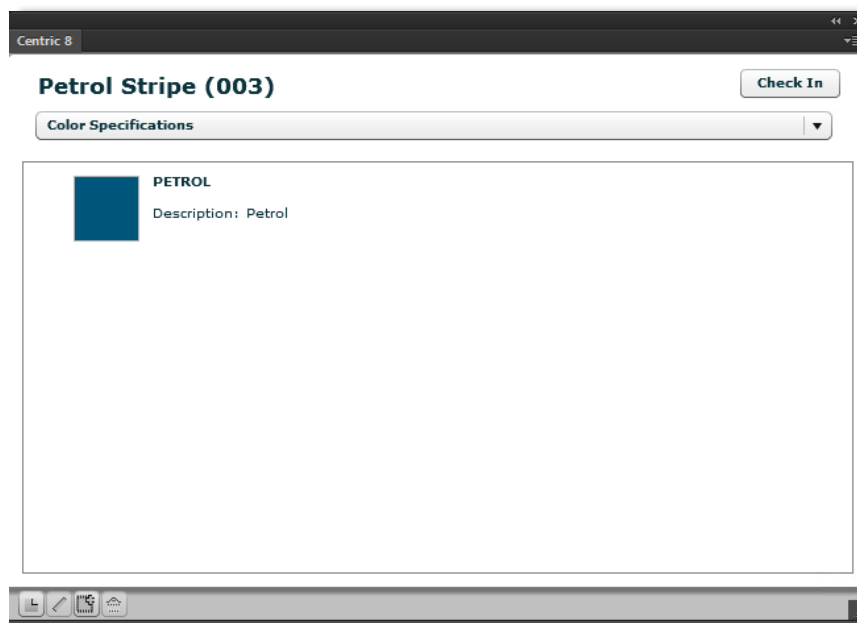 Centric 8
Petrol Stripe (003)
Check In
Color Specifications
PETROL
Description: Petrol